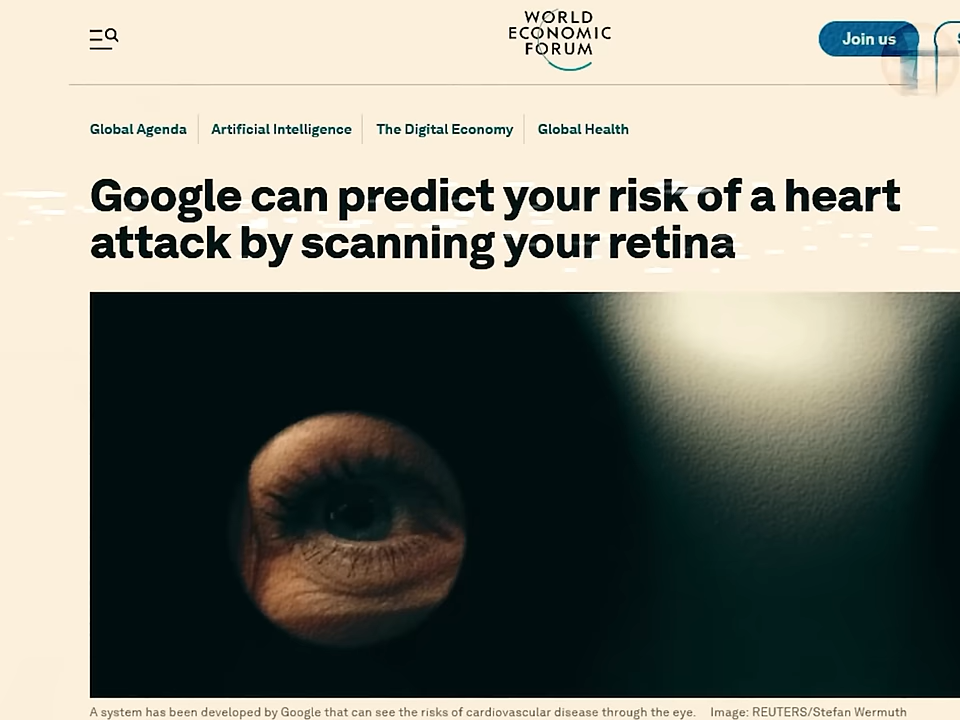 WORLD
ECONOMIC
FORUM
Join us
Global Agenda
Artificial Intelligence
The Digital Economy
Global Health
Google can predict your risk of a heart
attack by scanning your retina
A system has been developed by Google that can see the risks of cardiovascular disease through the eye. Image: REUTERS/Stefan Wermuth